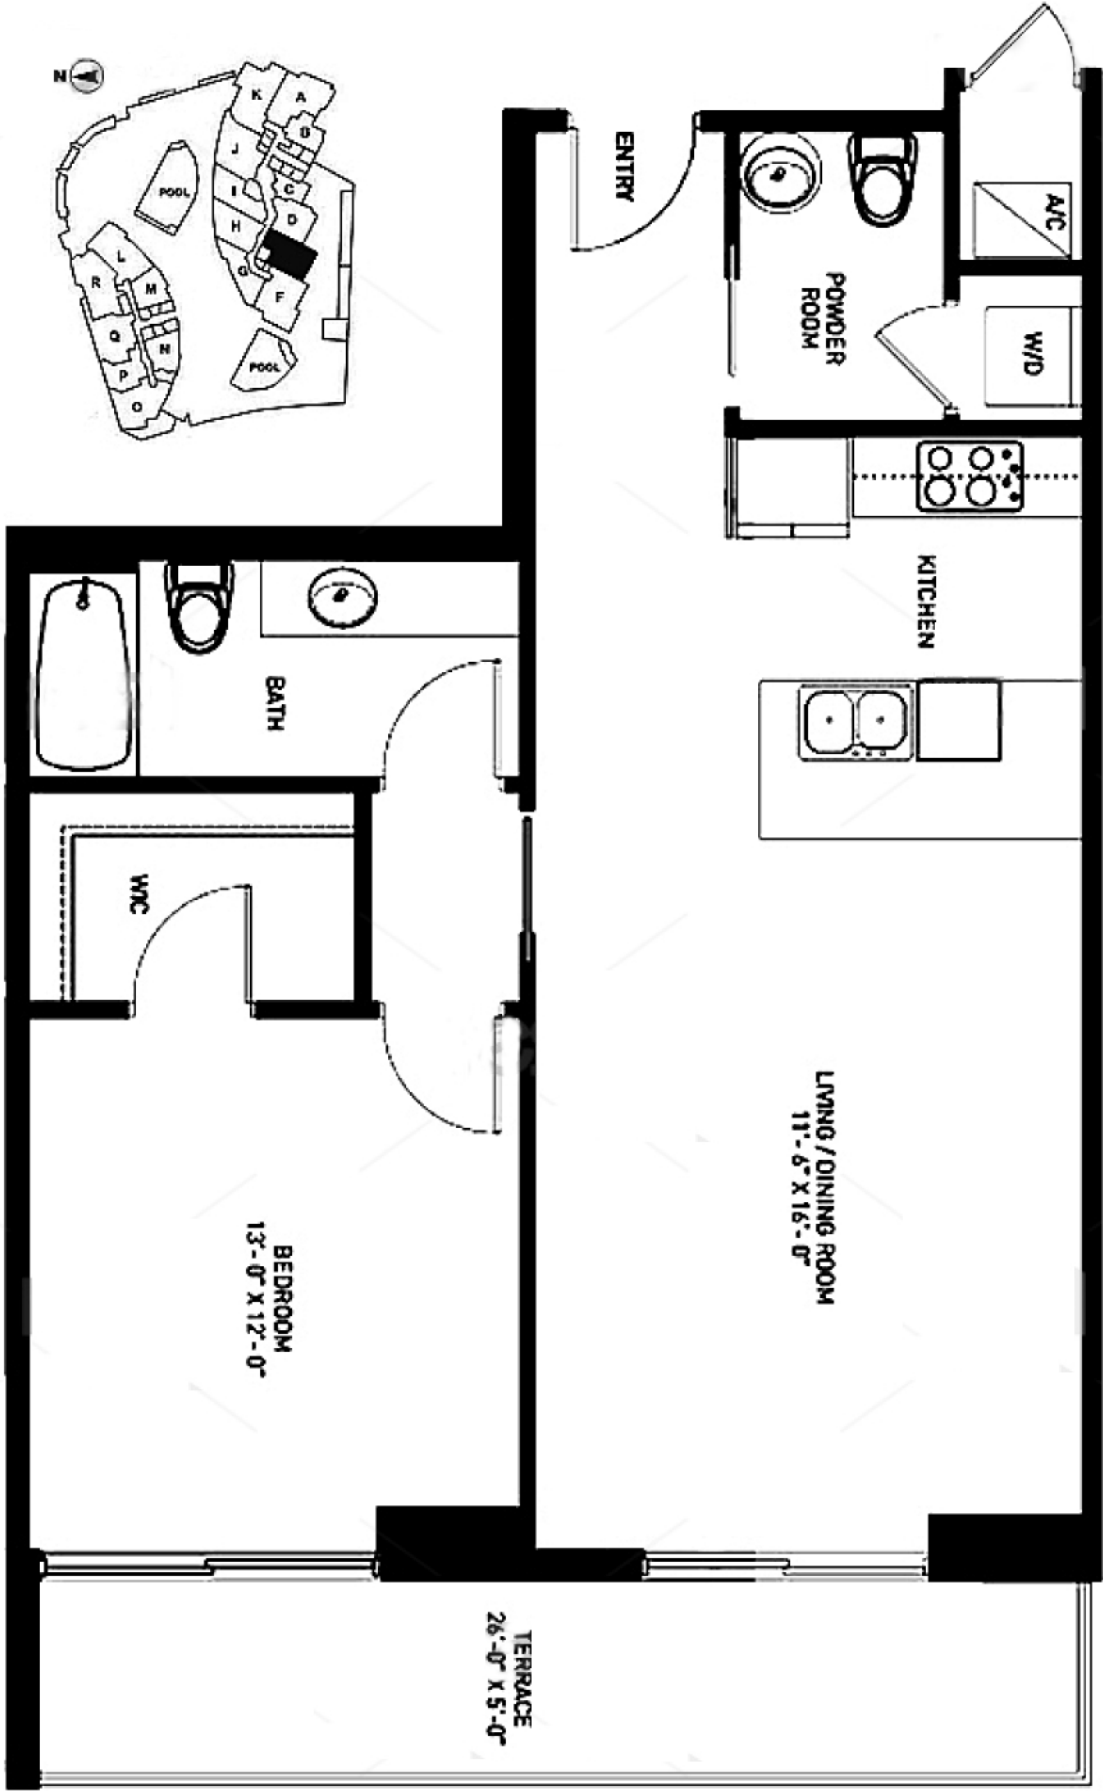 N
K
A
B
J
C
I
D
H
G
F
POOL
L
R
M
Q
N
P
O
POOL
ENTRY
POWDER
ROOM
A/C
W/D
KITCHEN
BATH
WIC
LIVING / DINING ROOM
11'- 6" X 16'- 0"
BEDROOM
13'- 0" X 12'- 0"
TERRACE
26'-0" X 5'-0"